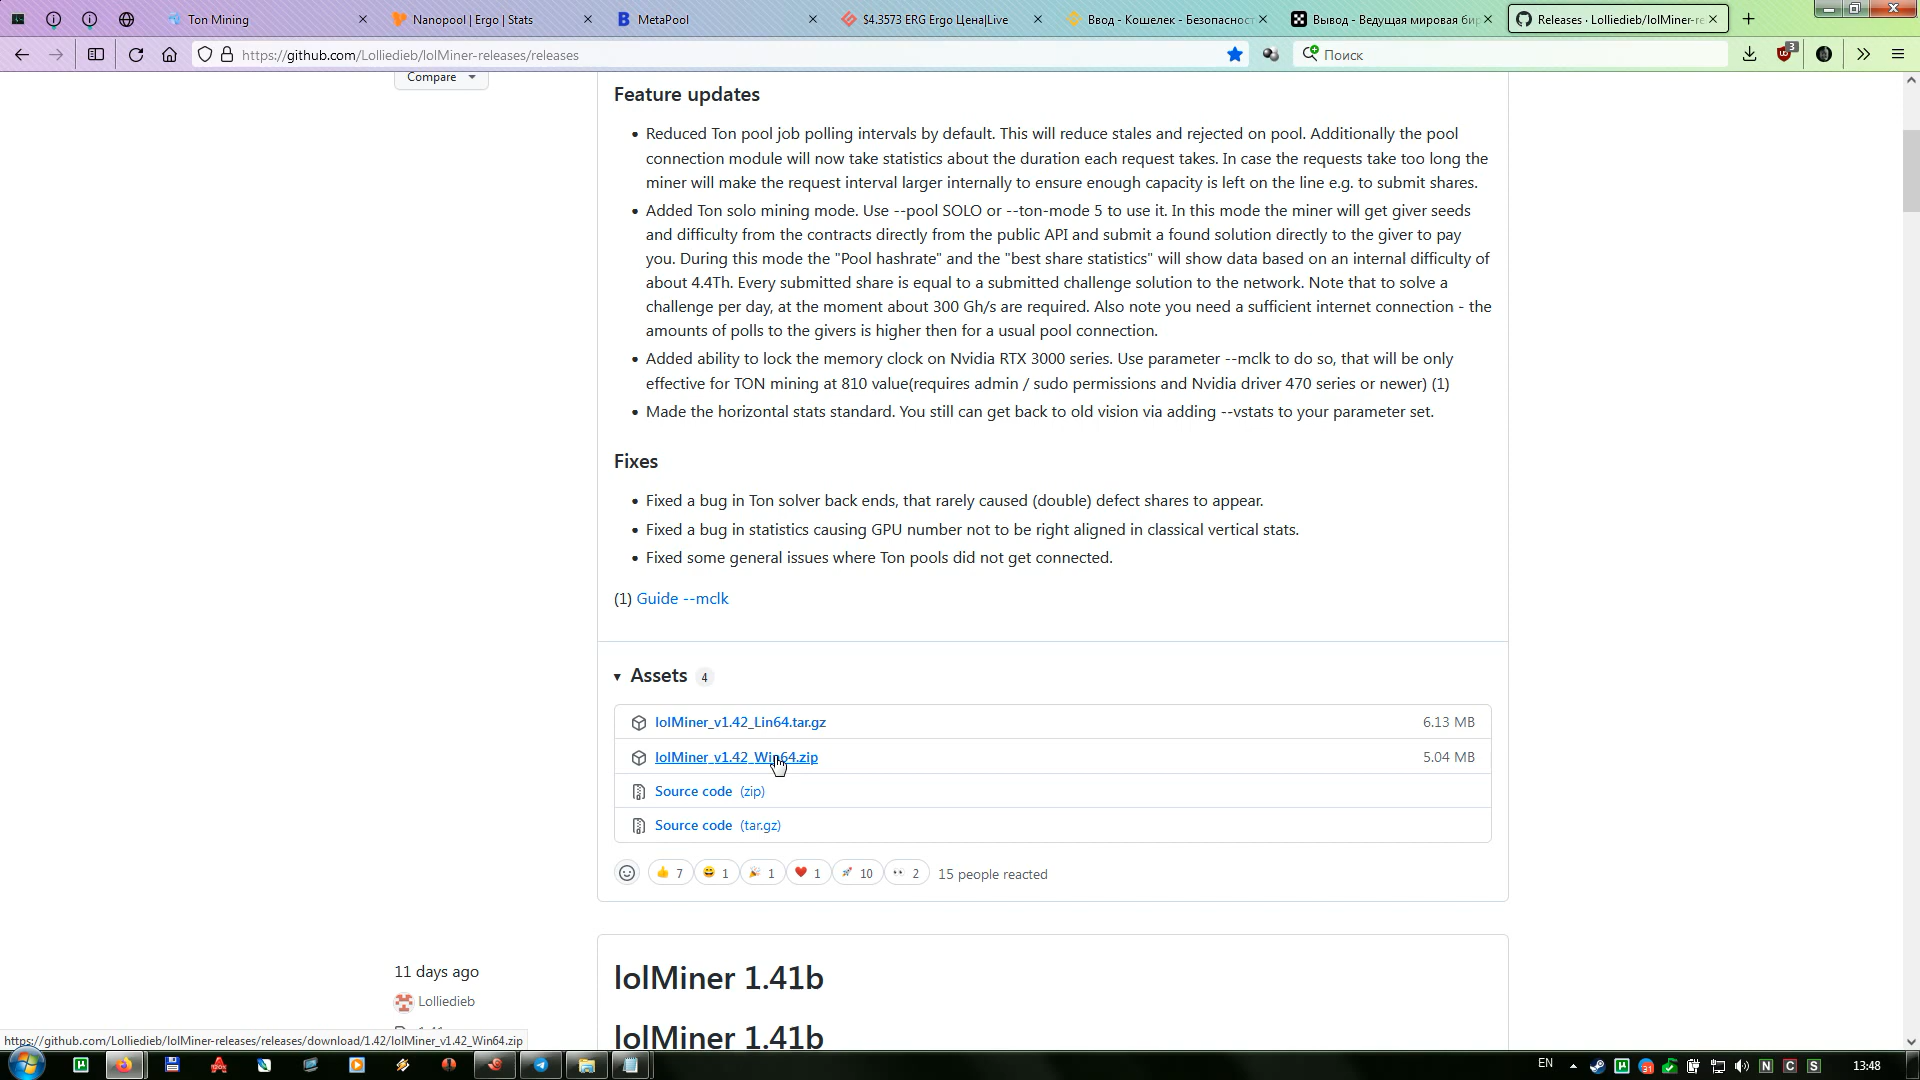 Ton Mining
Nanopool | Ergo | Stats
MetaPool
$4.3573 ERG Ergo Цена|Live
Ввод - Кошелек - Безопасност
Вывод - Ведущая мировая бир
Releases · Lolliedieb/lolMiner-re
https://github.com/Lolliedieb/lolMiner-releases/releases
Поиск
3
Compare
Feature updates
Reduced Ton pool job polling intervals by default. This will reduce stales and rejected on pool. Additionally the pool
connection module will now take statistics about the duration each request takes. In case the requests take too long the
miner will make the request interval larger internally to ensure enough capacity is left on the line e.g. to submit shares.
Added Ton solo mining mode. Use --pool SOLO or --ton-mode 5 to use it. In this mode the miner will get giver seeds
and difficulty from the contracts directly from the public API and submit a found solution directly to the giver to pay
you. During this mode the "Pool hashrate" and the "best share statistics" will show data based on an internal difficulty of
about 4.4Th. Every submitted share is equal to a submitted challenge solution to the network. Note that to solve a
challenge per day, at the moment about 300 Gh/s are required. Also note you need a sufficient internet connection - the
amounts of polls to the givers is higher then for a usual pool connection.
Added ability to lock the memory clock on Nvidia RTX 3000 series. Use parameter --mclk to do so, that will be only
effective for TON mining at 810 value(requires admin / sudo permissions and Nvidia driver 470 series or newer) (1)
Made the horizontal stats standard. You still can get back to old vision via adding --vstats to your parameter set.
Fixes
Fixed a bug in Ton solver back ends, that rarely caused (double) defect shares to appear.
Fixed a bug in statistics causing GPU number not to be right aligned in classical vertical stats.
Fixed some general issues where Ton pools did not get connected.
(1) Guide --mclk
Assets 4
lolMiner_v1.42_Lin64.tar.gz 6.13 MB
lolMiner_v1.42_Win64.zip 5.04 MB
Source code (zip)
Source code (tar.gz)
7 1 1 1 10 2 15 people reacted
lolMiner 1.41b
11 days ago
Lolliedieb
lolMiner 1.41b
https://github.com/Lolliedieb/lolMiner-releases/releases/download/1.42/lolMiner_v1.42_Win64.zip
EN
31
N C S
13:48